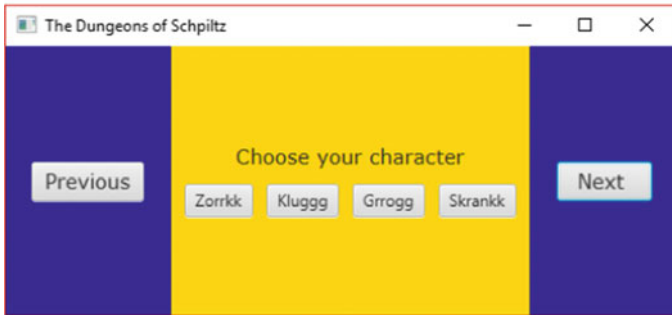 The Dungeons of Schpiltz
Choose your character
Previous
Next
Zorrkk Kluggg Grrogg Skrankk